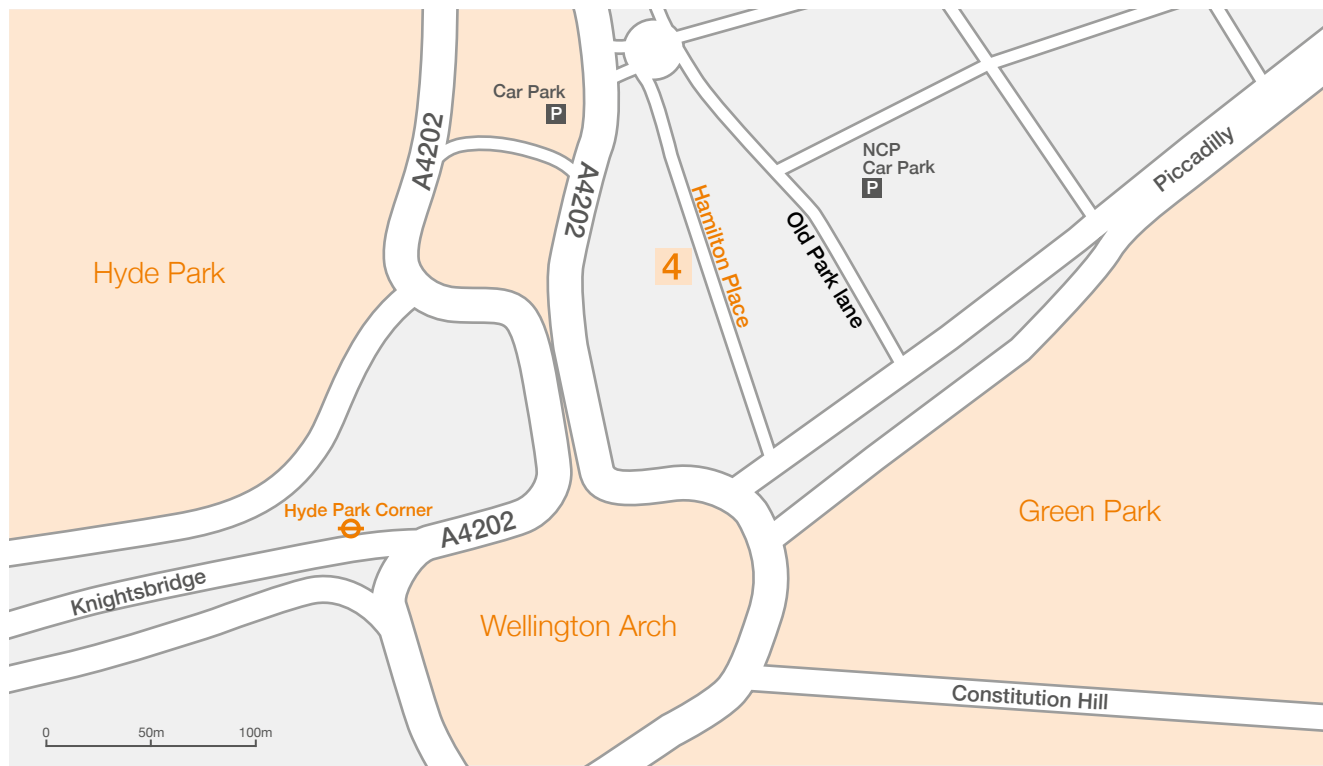 Car Park
P
A4202
A4202
NCP
Car Park
P
Piccadilly
Hyde Park
4
Hamilton Place
Old Park lane
Hyde Park Corner
A4202
Green Park
Knightsbridge
Wellington Arch
Constitution Hill
0 50m 100m